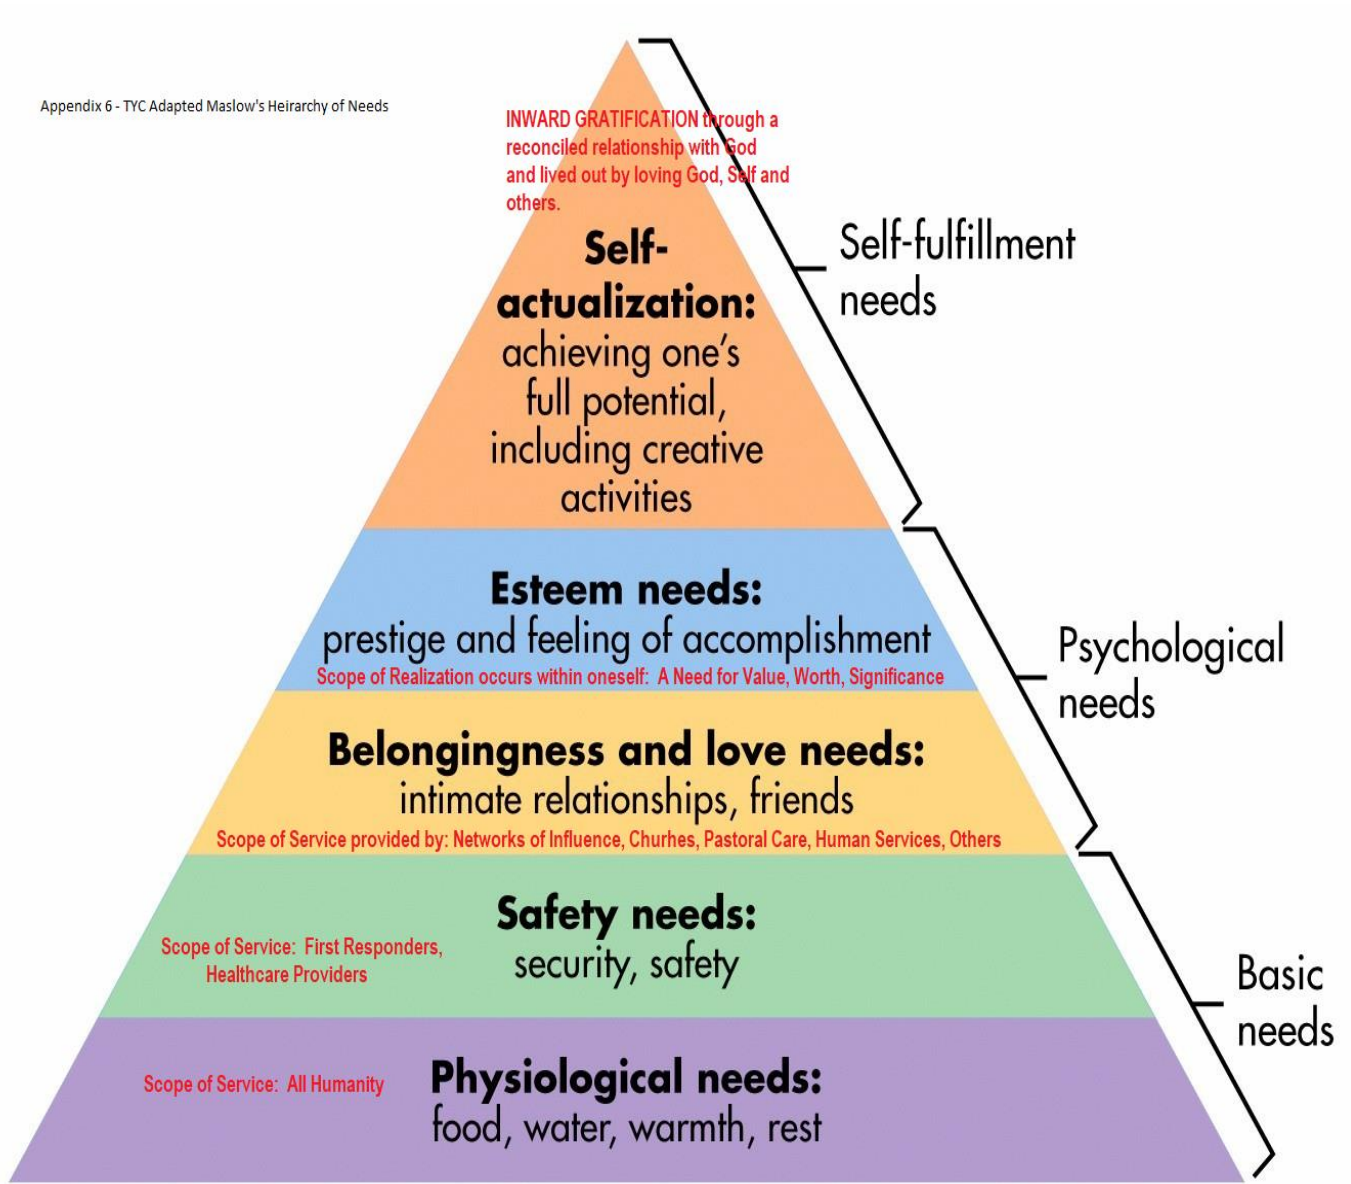 Appendix 6 - TYC Adapted Maslow's Heirarchy of Needs
INWARD GRATIFICATION through a
reconciled relationship with God
and lived out by loving God, Self and
others.
Self-
actualization:
achieving one's
full potential,
including creative
activities
Self-fulfillment
needs
Esteem needs:
prestige and feeling of accomplishment
Scope of Realization occurs within oneself: A Need for Value, Worth, Significance
Psychological
needs
Belongingness and love needs:
intimate relationships, friends
Scope of Service provided by: Networks of Influence, Churhes, Pastoral Care, Human Services, Others
Safety needs:
security, safety
Scope of Service: First Responders,
Healthcare Providers
Basic
needs
Scope of Service: All Humanity
Physiological needs:
food, water, warmth, rest